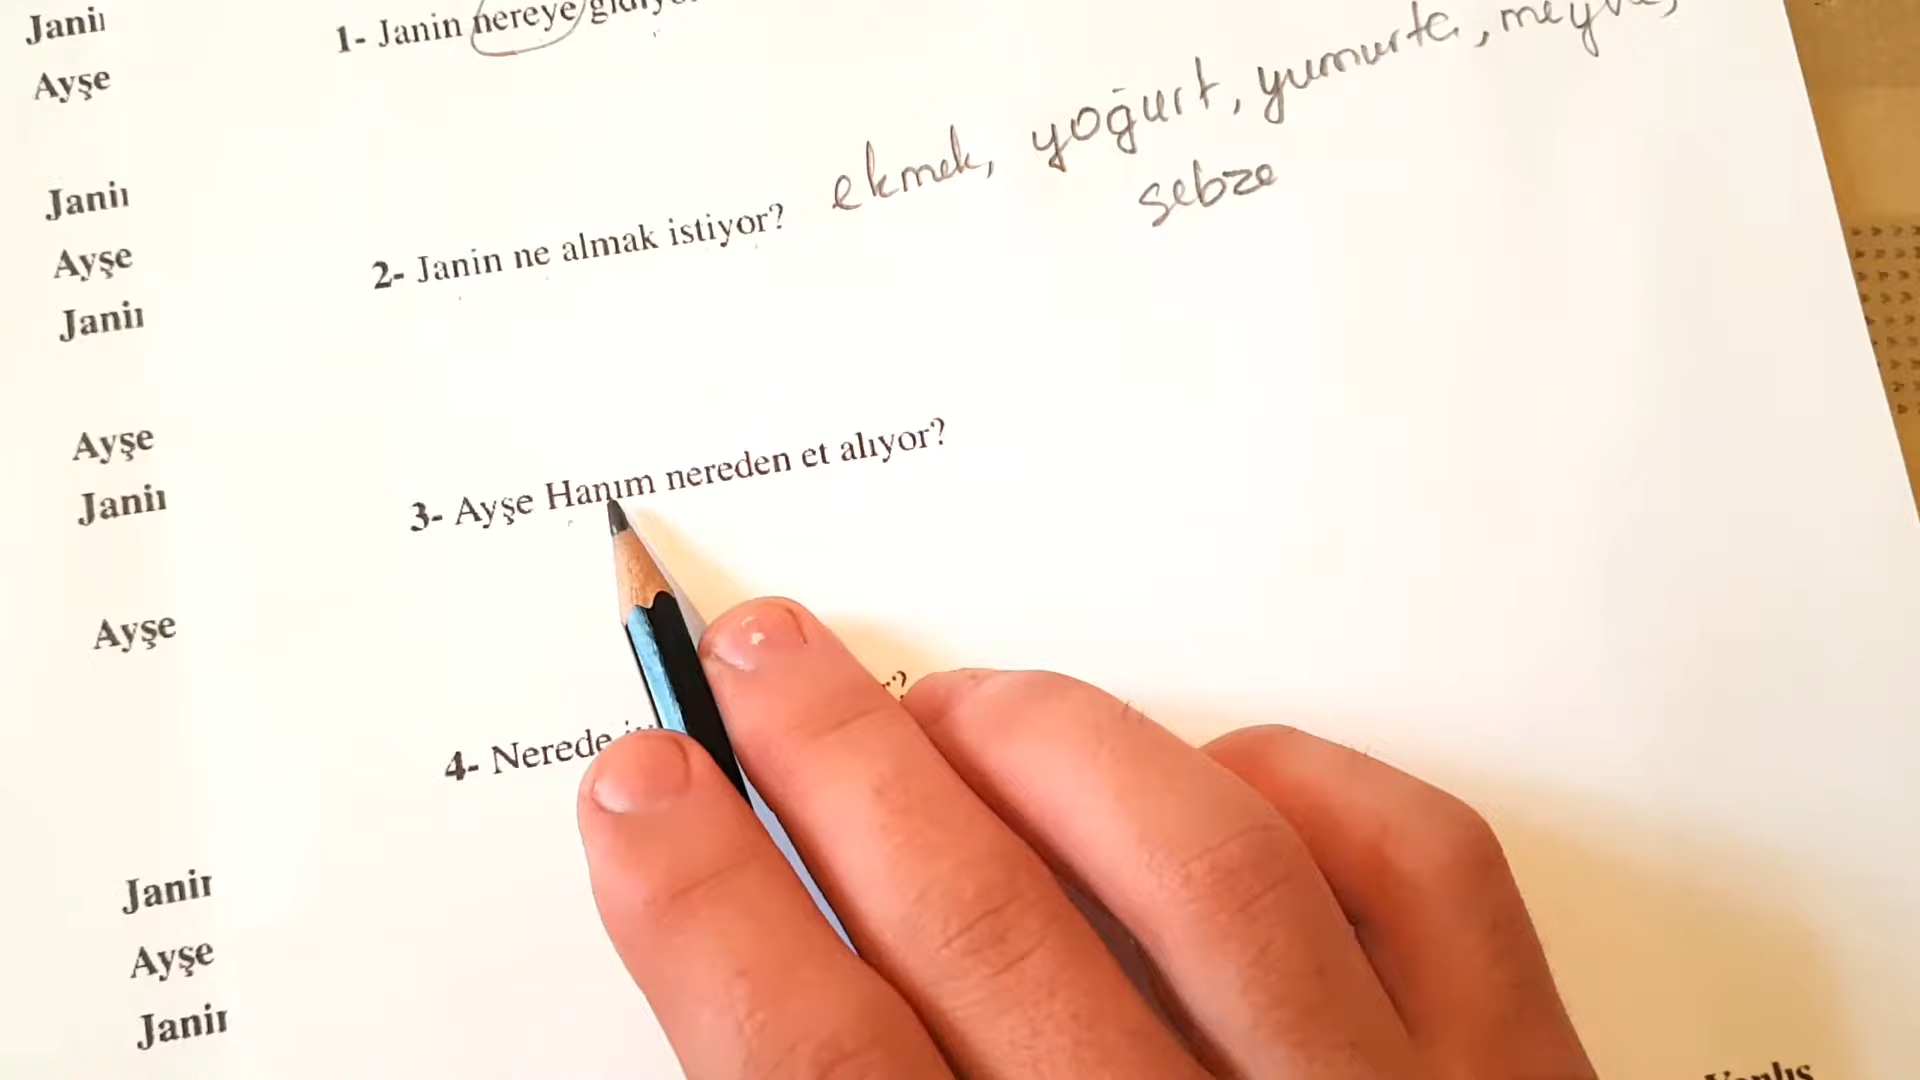 Janin
Ayşe
Janin
Ayşe
Janin
Ayşe
Janin
Ayşe
Janin
Ayşe
Janin
1- Janin nereye
ekmek, yoğurt, yumurta, meyve,
sebze
2- Janin ne almak istiyor?
3- Ayşe Hanım nereden et alıyor?
4- Nerede